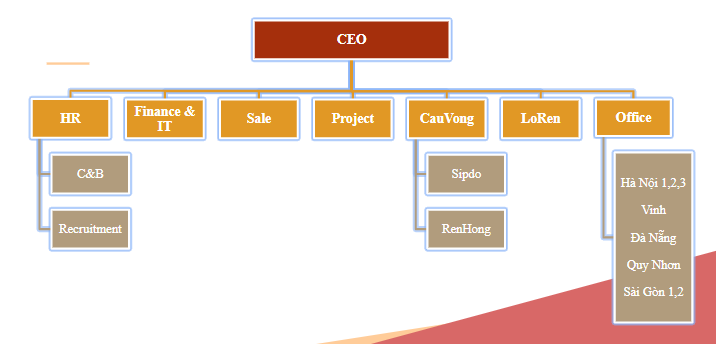 CEO
HR
Finance &
IT
Sale
Project
CauVong
LoRen
Office
C&B
Recruitment
Sipdo
RenHong
Hà Nội 1,2,3
Vinh
Đà Nẵng
Quy Nhơn
Sài Gòn 1,2